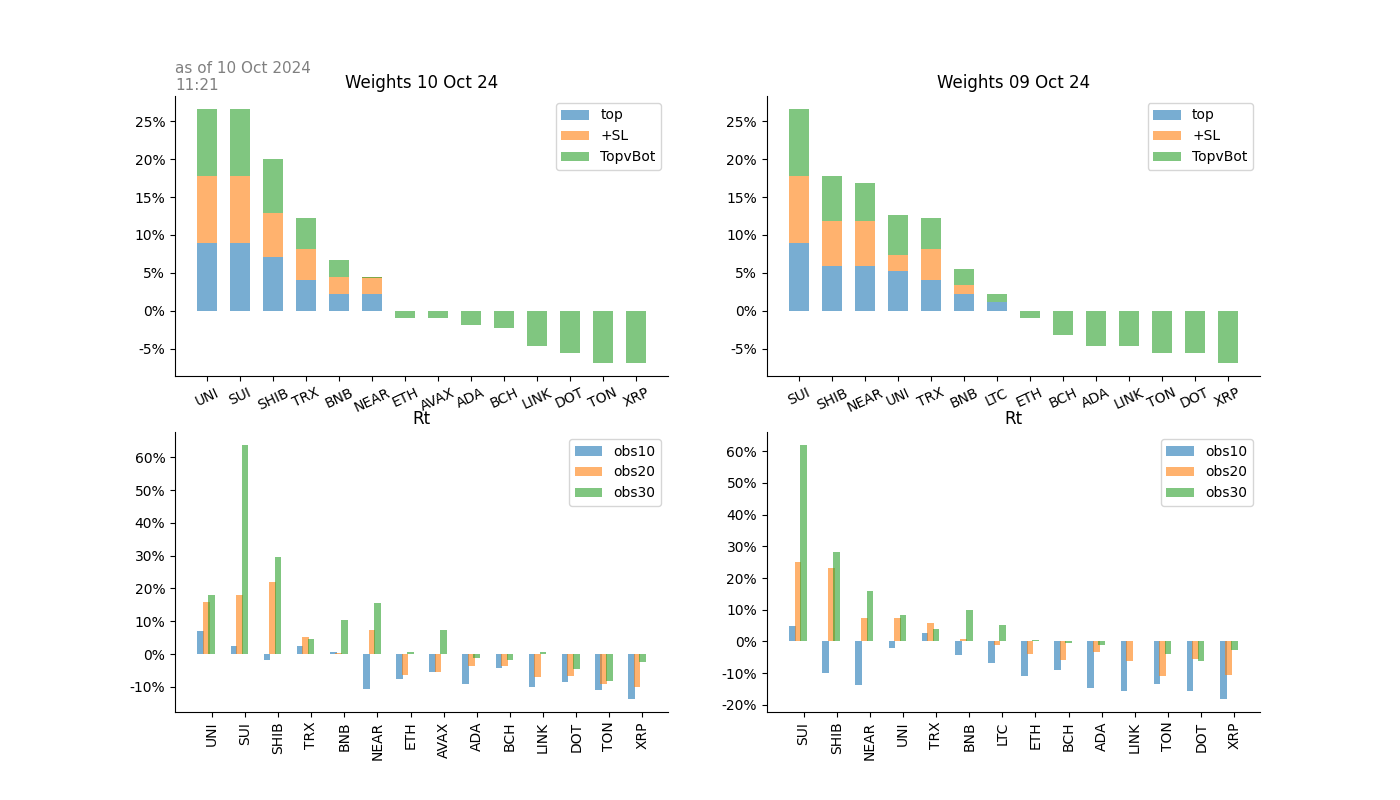 as of 10 Oct 2024
11:21
Weights 10 Oct 24
25%
20%
15%
10%
5%
0%
-5%
top
+SL
TopvBot
UNI SUI SHIB TRX BNB NEAR ETH AVAX ADA BCH LINK DOT TON XRP
Weights 09 Oct 24
25%
20%
15%
10%
5%
0%
-5%
top
+SL
TopvBot
SUI SHIB NEAR UNI TRX BNB LTC ETH BCH ADA LINK TON DOT XRP
Rt
60%
50%
40%
30%
20%
10%
0%
-10%
obs10
obs20
obs30
UNI SUI SHIB TRX BNB NEAR ETH AVAX ADA BCH LINK DOT TON XRP
Rt
60%
50%
40%
30%
20%
10%
0%
-10%
-20%
obs10
obs20
obs30
SUI SHIB NEAR UNI TRX BNB LTC ETH BCH ADA LINK TON DOT XRP